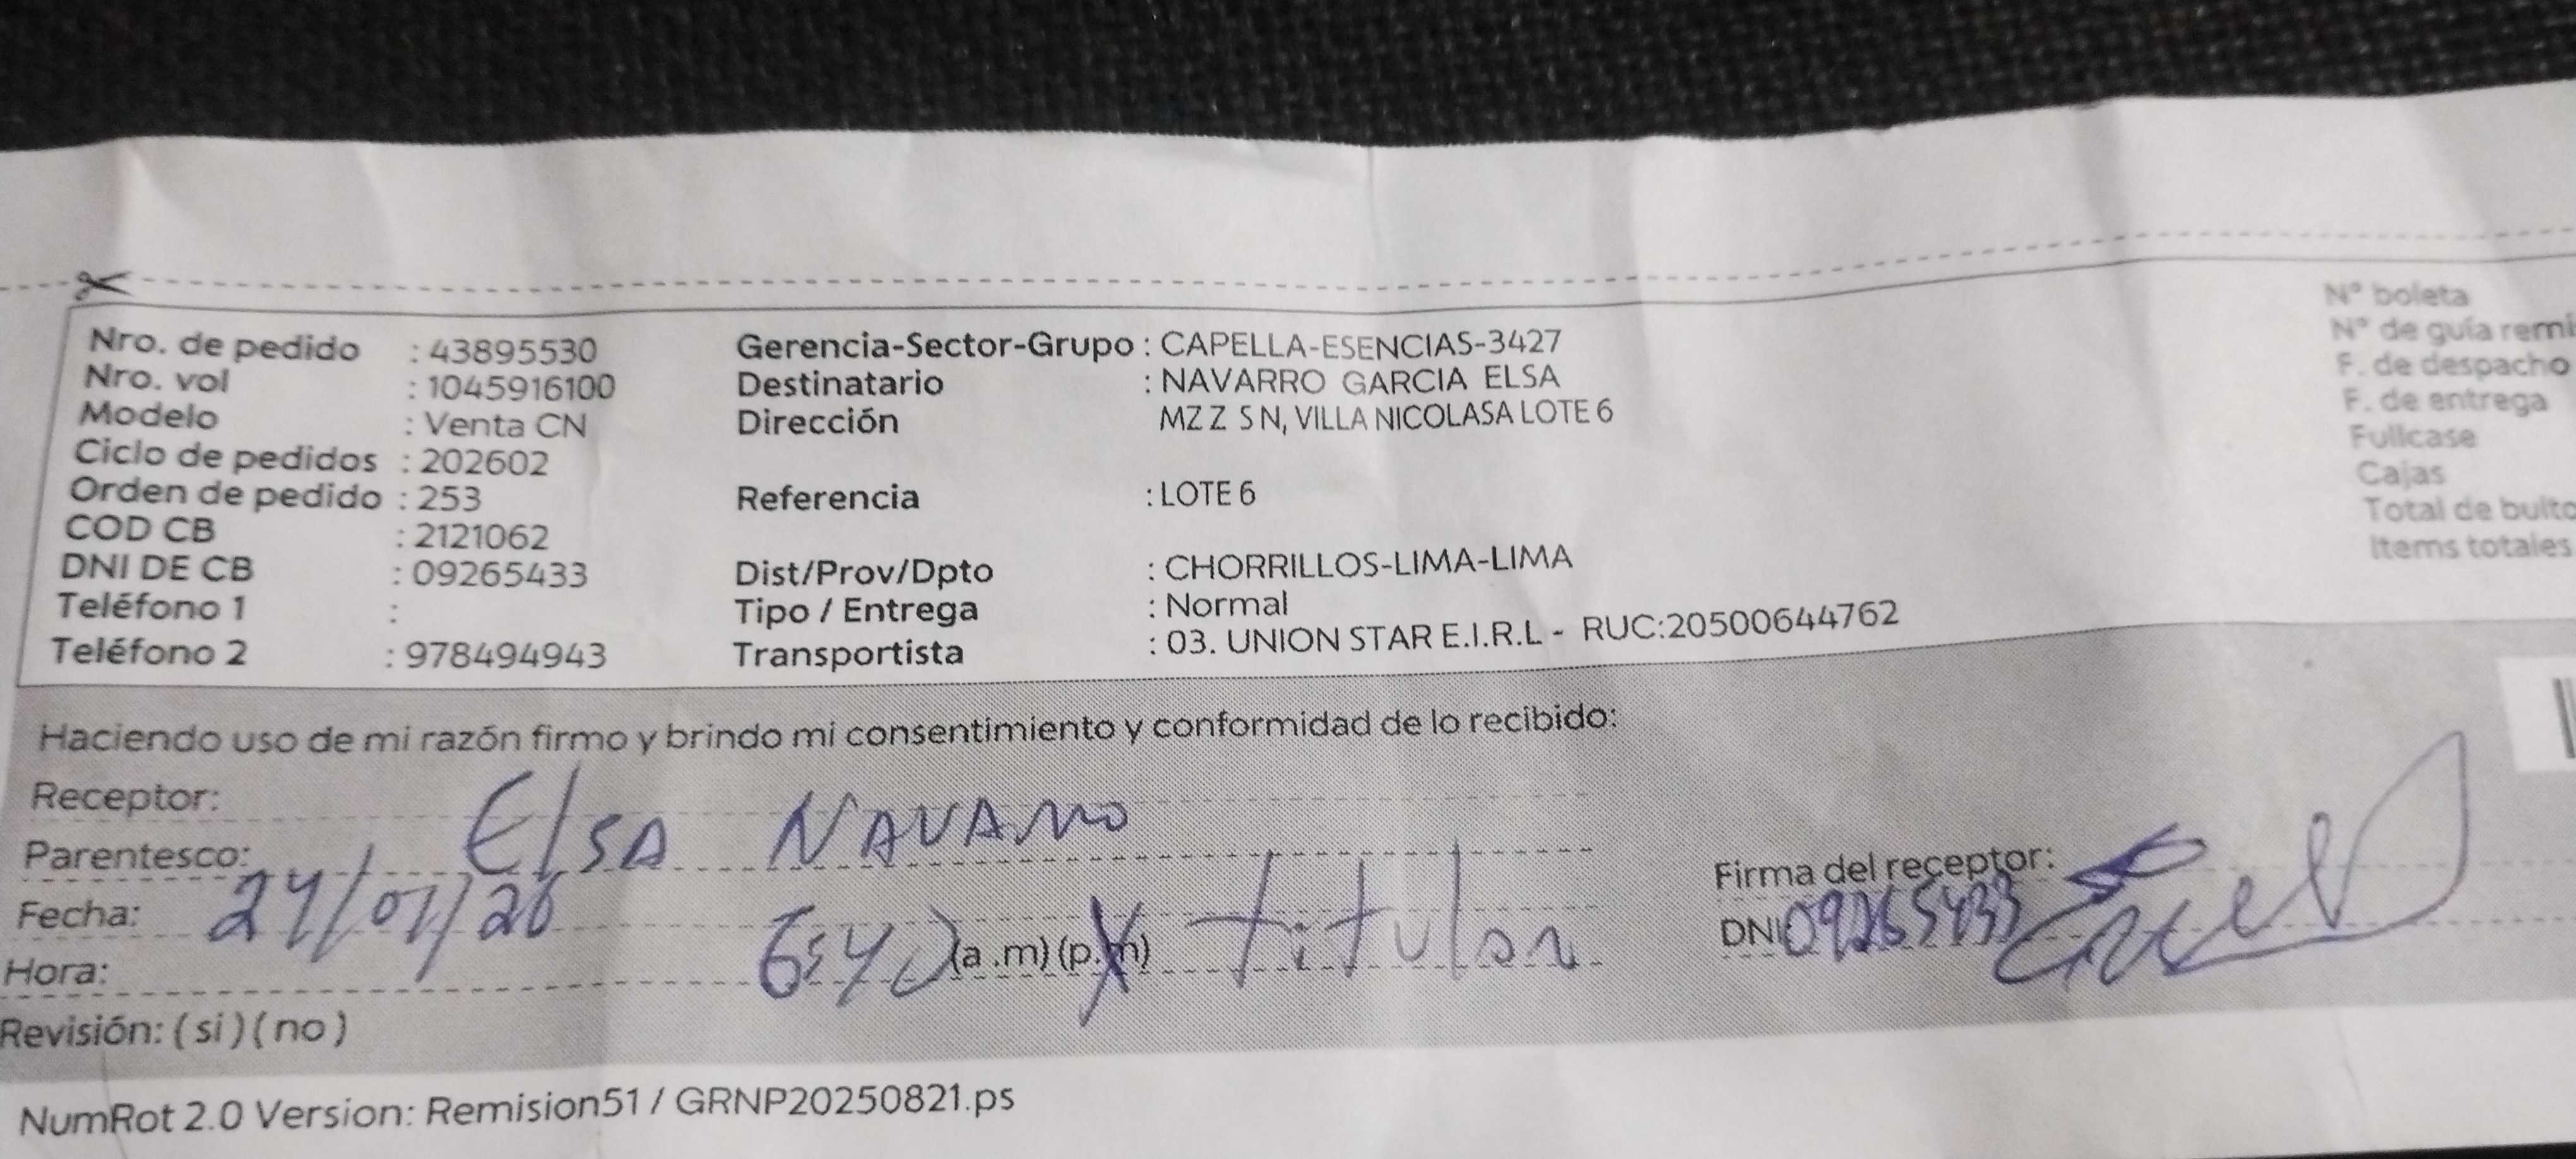 Nro. de pedido : 43895530
Nro. vol : 1045916100
Modelo : Venta CN
Ciclo de pedidos : 202602
Orden de pedido : 253
COD CB : 2121062
DNI DE CB : 09265433
Teléfono 1 :
Teléfono 2 : 978494943
Gerencia-Sector-Grupo : CAPELLA-ESENCIAS-3427
Destinatario : NAVARRO GARCIA ELSA
Dirección MZ Z S N, VILLA NICOLASA LOTE 6
Referencia : LOTE 6
Dist/Prov/Dpto : CHORRILLOS-LIMA-LIMA
Tipo / Entrega : Normal
Transportista : 03. UNION STAR E.I.R.L - RUC:20500644762
N° boleta
N° de guía remi
F. de despacho
F. de entrega
Fullcase
Cajas
Total de bulto
Items totales
Haciendo uso de mi razón firmo y brindo mi consentimiento y conformidad de lo recibido:
Receptor: Elsa NAVARRO
Parentesco:
Fecha: /01/26
Hora: (a .m) (p.m) titular
Firma del receptor:
DNI 09265433
Revisión: ( si ) ( no )
NumRot 2.0 Version: Remision51 / GRNP20250821.ps